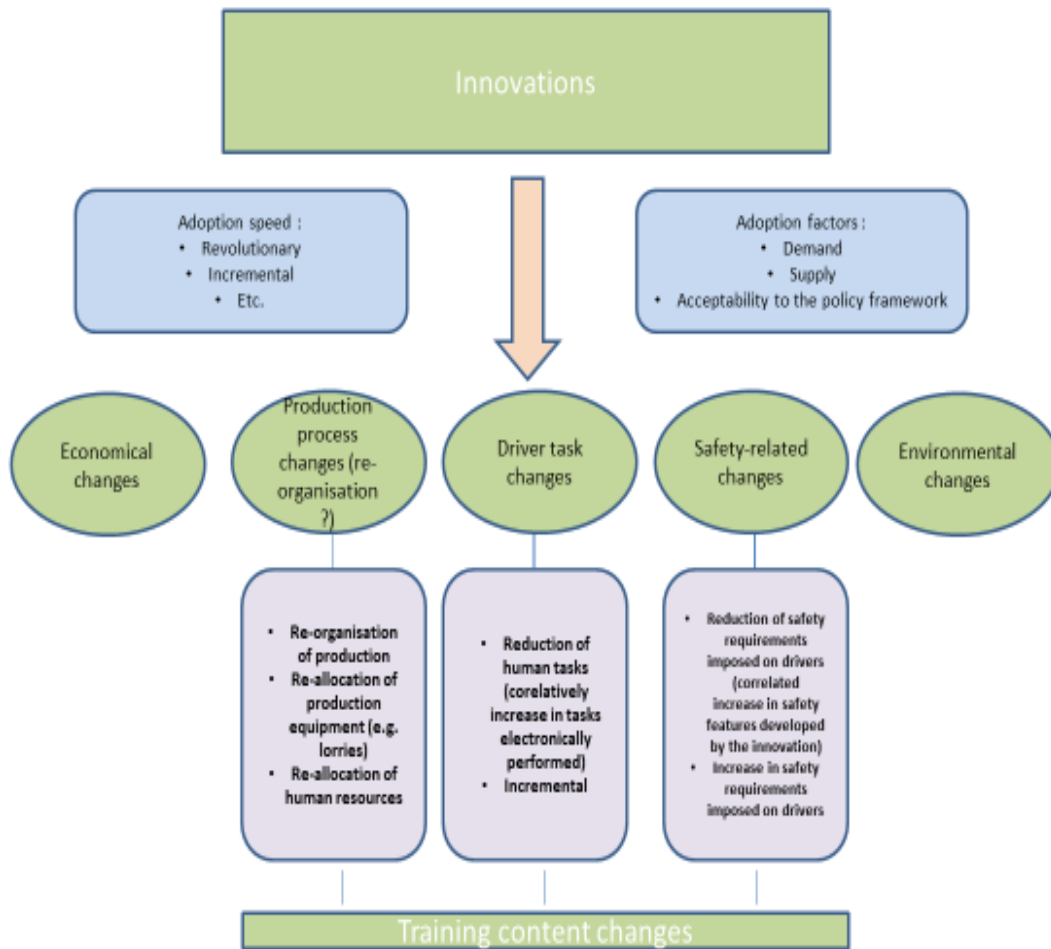 Innovations
Adoption speed :
• Revolutionary
• Incremental
• Etc.
Adoption factors :
• Demand
• Supply
• Acceptability to the policy framework
Economical
changes
Production
process
changes (re-
organisation
?)
Driver task
changes
Safety-related
changes
Environmental
changes
• Re-organisation
of production
• Re-allocation of
production
equipment (e.g.
lorries)
• Re-allocation of
human resources
• Reduction of
human tasks
(corelatively
increase in tasks
electronically
performed)
• Incremental
• Reduction of safety
requirements
imposed on drivers
(correlated
increase in safety
features developed
by the innovation)
• Increase in safety
requirements
imposed on drivers
Training content changes